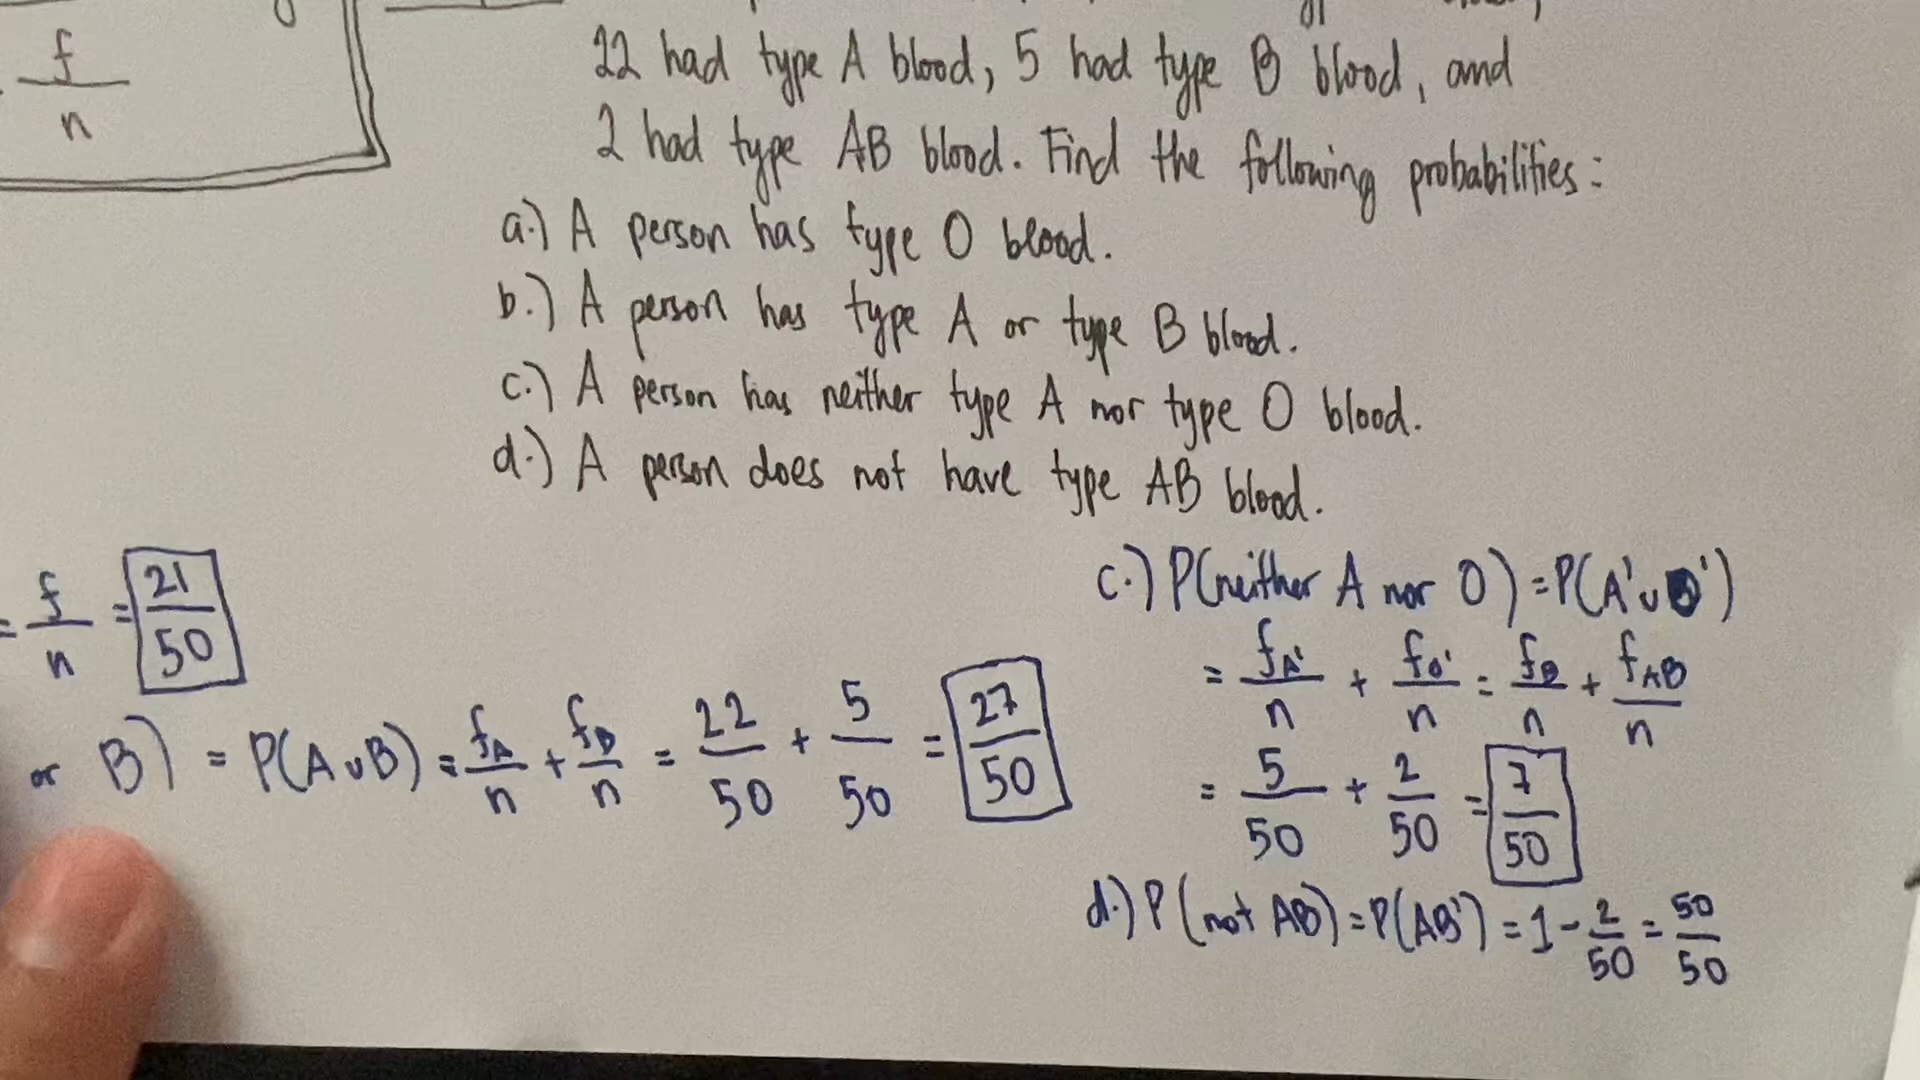 f
n
22 had type A blood, 5 had type B blood, and
2 had type AB blood. Find the following probabilities:
a.) A person has type O blood.
b.) A person has type A or type B blood.
c.) A person has neither type A nor type O blood.
d.) A person does not have type AB blood.
= f/n = 21/50
or B) = P(A∪B) = fA/n + fB/n = 22/50 + 5/50 = 27/50
c.) P(neither A nor O) = P(A'∪O')
= fA'/n + fO'/n = fB/n + fAB/n
= 5/50 + 2/50 = 7/50
d.) P(not AB) = P(AB') = 1 - 2/50 = 50/50